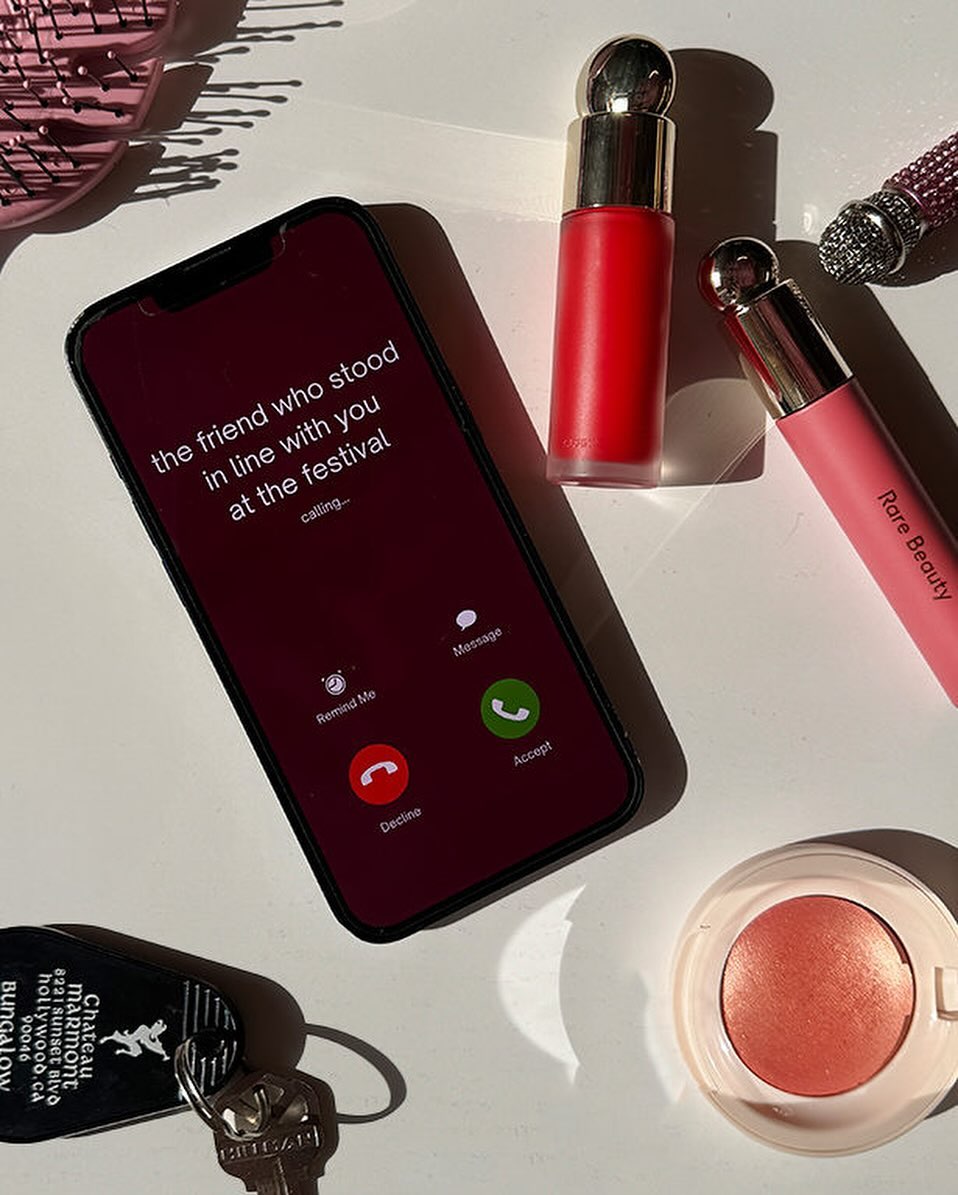 the friend who stood
in line with you
at the festival
calling...
Remind Me
Message
Decline
Accept
Rare Beauty
Chateau
Marmont
8221 Sunset Blvd
Hollywood, Ca
90046
Bungalow